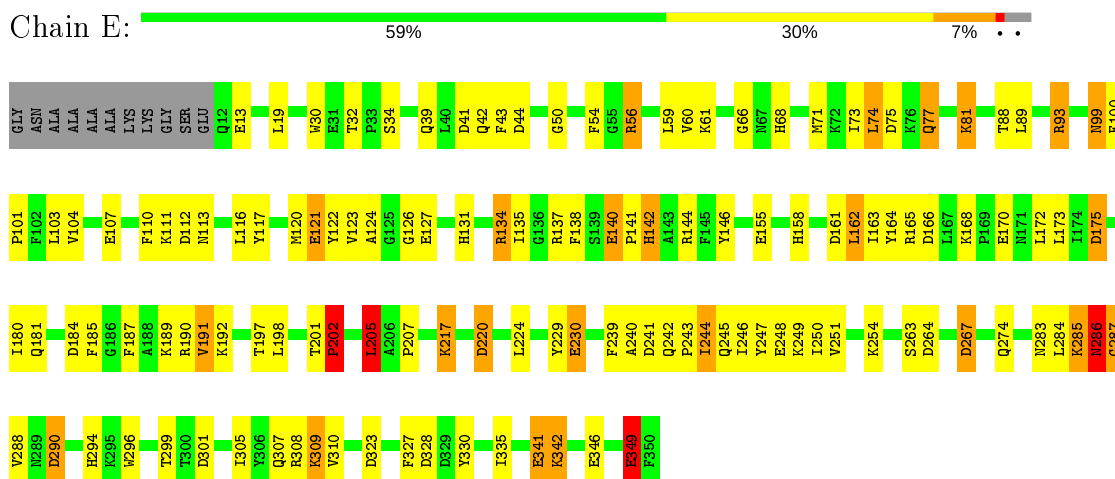 Chain E:
59% 30% 7% • •
GLY ASN ALA ALA ALA ALA LYS LYS GLY SER GLU Q12 E13 L19 W30 E31 T32 P33 S34 Q39 L40 D41 Q42 F43 D44 G50 F54 G55 R56 L59 V60 K61 G66 N67 H68 M71 K72 I73 L74 D75 K76 Q77 K81 T88 L89 R93 N99
P101 F102 L103 V104 E107 F110 K111 D112 N113 L116 Y117 M120 E121 Y122 V123 A124 G125 G126 E127 H131 R134 I135 G136 R137 F138 S139 E140 P141 H142 A143 R144 F145 Y146 E155 H158 D161 L162 I163 Y164 R165 D166 L167 K168 P169 E170 N171 L172 L173 I174 D175
I180 Q181 D184 F185 G186 F187 A188 K189 R190 V191 K192 T197 L198 T201 P202 L205 A206 P207 K217 D220 L224 Y229 E230 F239 A240 D241 Q242 P243 I244 Q245 I246 Y247 E248 K249 I250 V251 K254 S263 D264 D267 Q274 N283 L284 K285 N286
V288 N289 D290 H294 K295 W296 T299 T300 D301 I305 Y306 Q307 R308 K309 V310 D323 F327 D328 D329 Y330 I335 E341 K342 E346 E349 F350